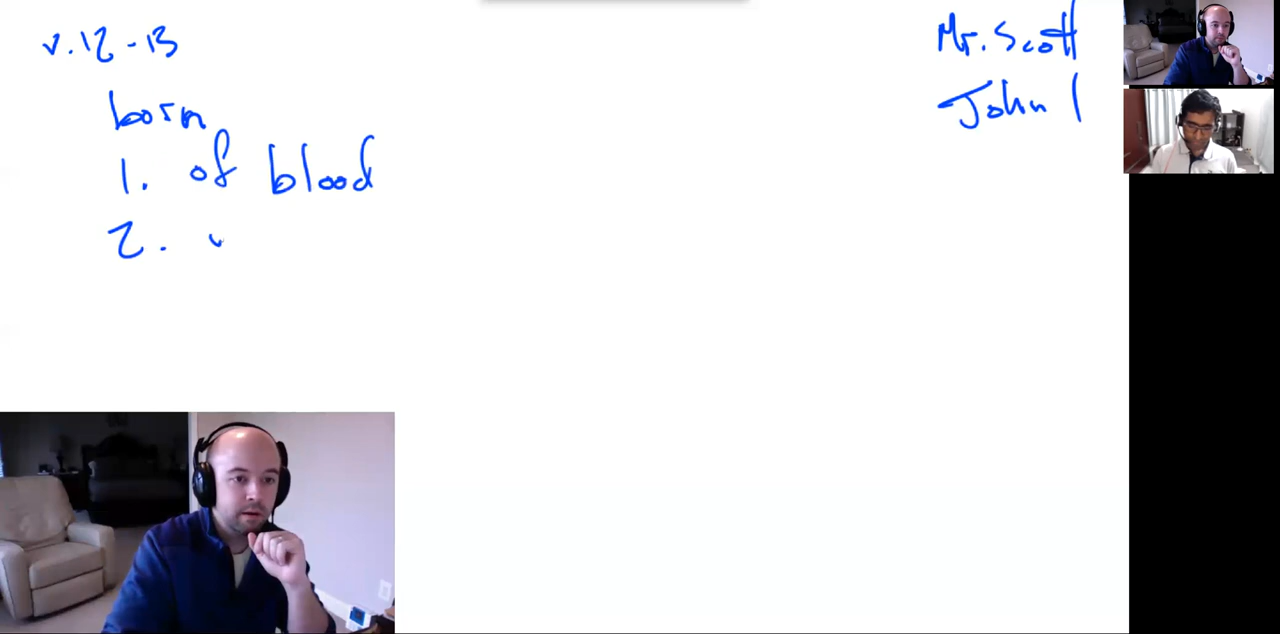 v.12-13
born
1. of blood
2.
Mr. Scott
John 1